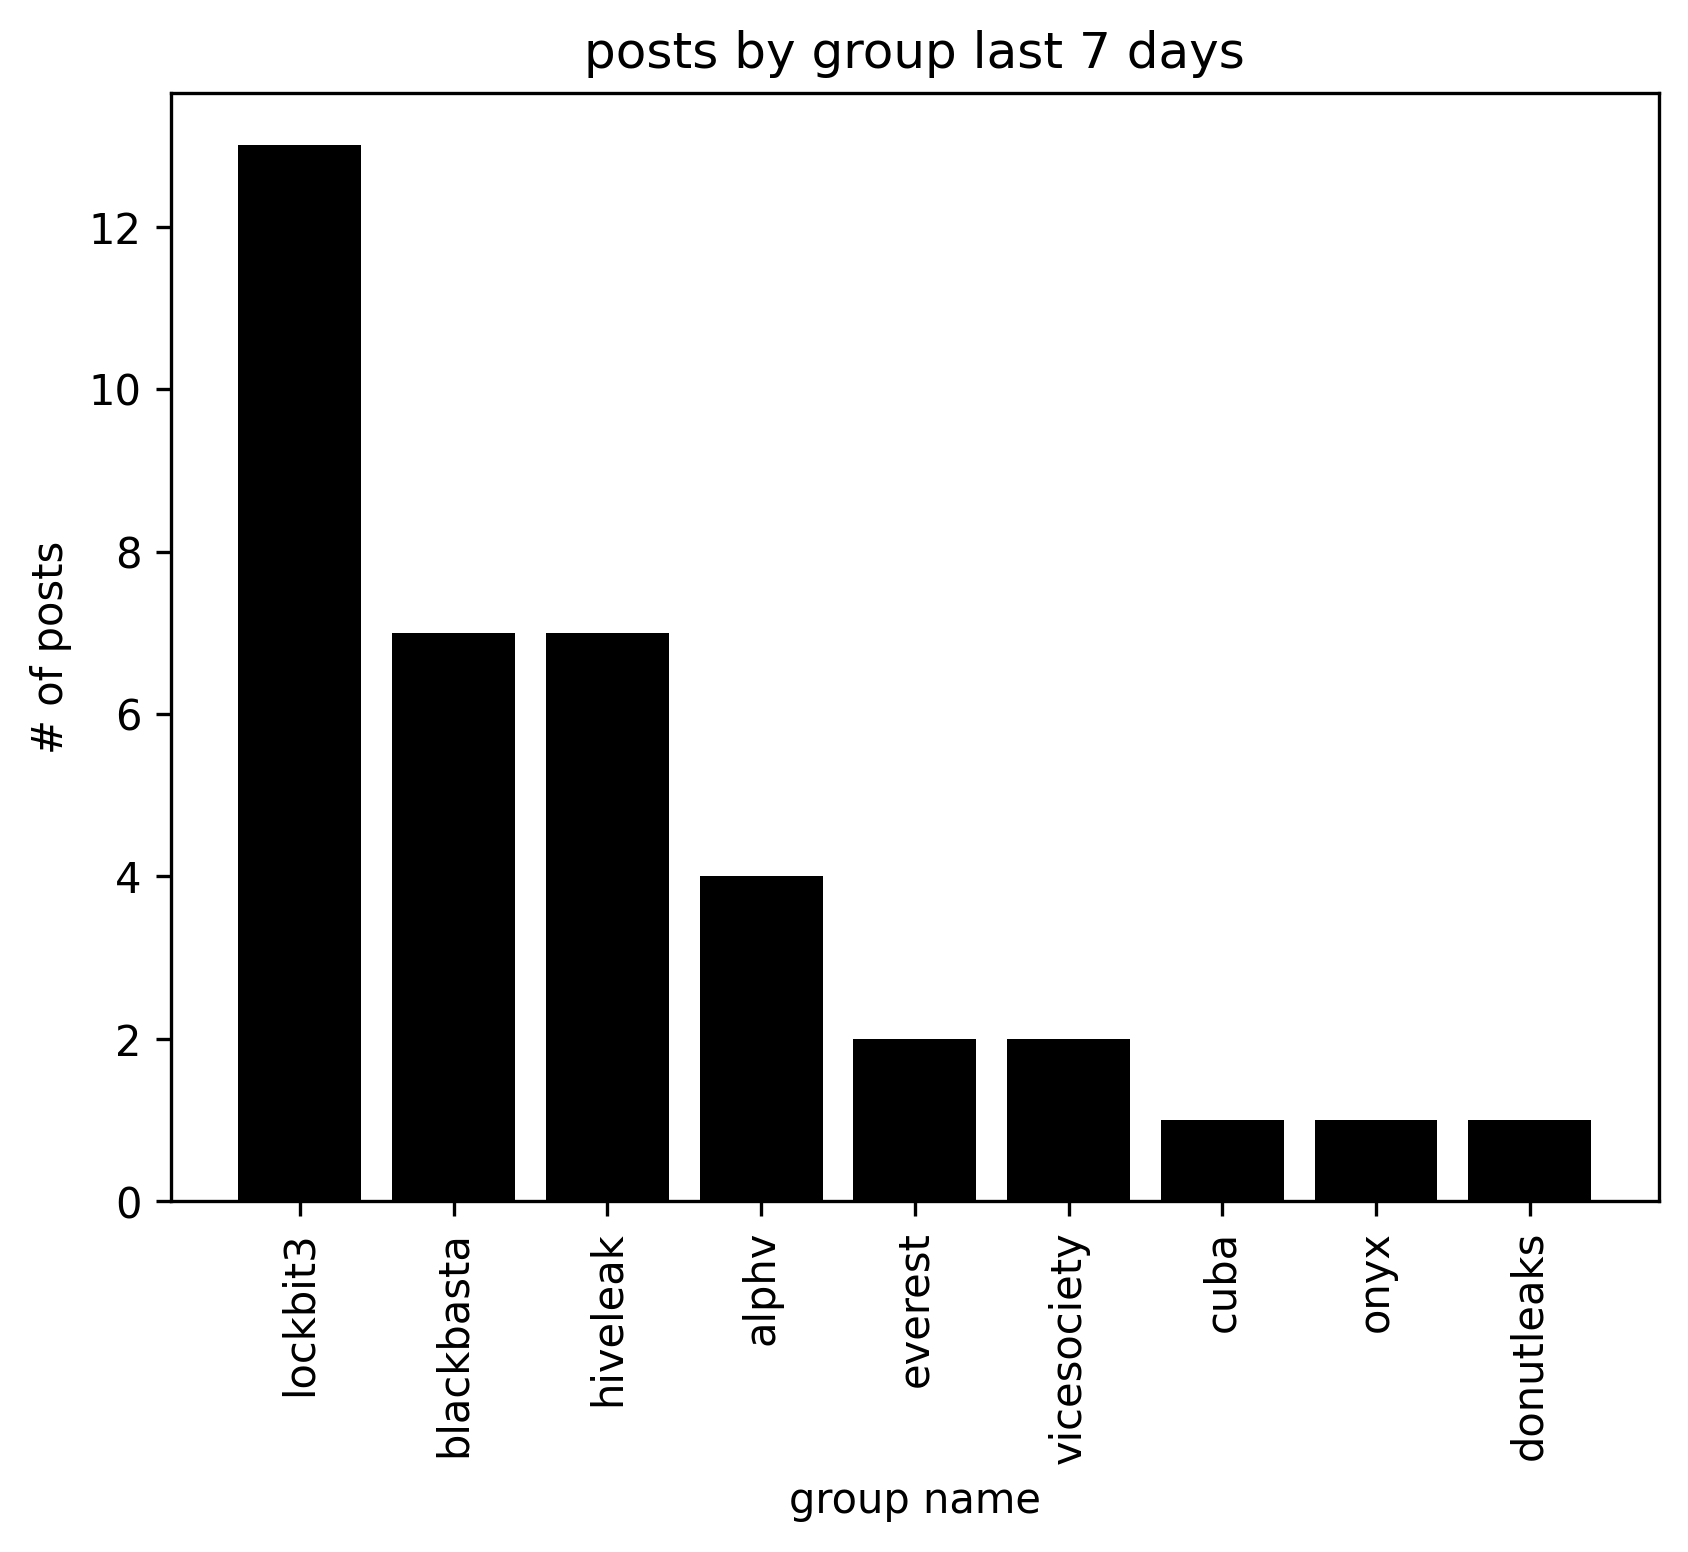 posts by group last 7 days
# of posts
12
10
8
6
4
2
0
lockbit3
blackbasta
hiveleak
alphv
everest
vicesociety
cuba
onyx
donutleaks
group name